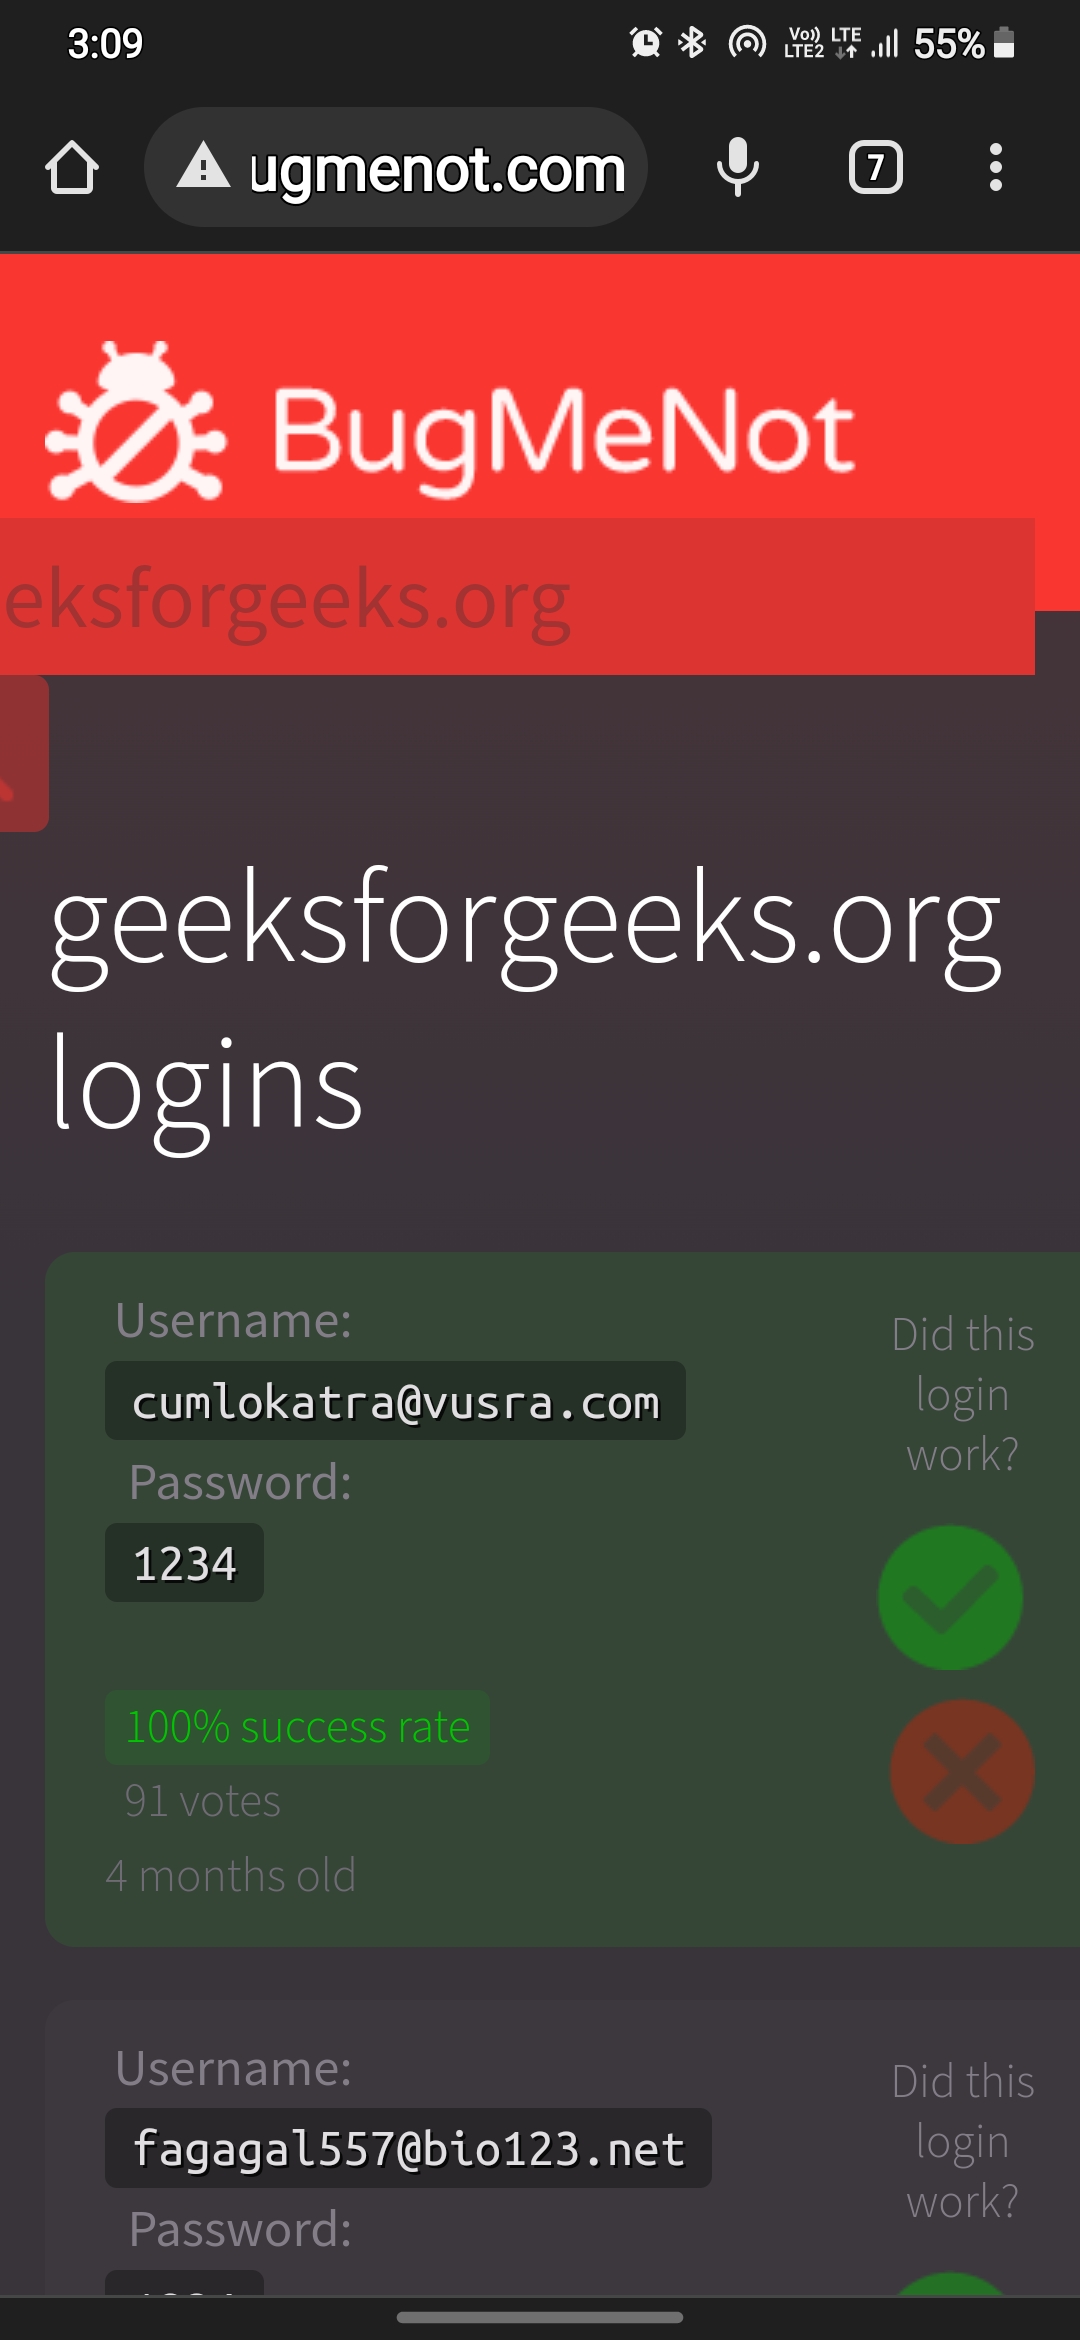 3:09
Vo)) LTE
LTE2
55%
ugmenot.com
7
BugMeNot
eksforgeeks.org
geeksforgeeks.org
logins
Username:
cumlokatra@vusra.com
Password:
1234
Did this
login
work?
100% success rate
91 votes
4 months old
Username:
fagagal557@bio123.net
Password:
Did this
login
work?